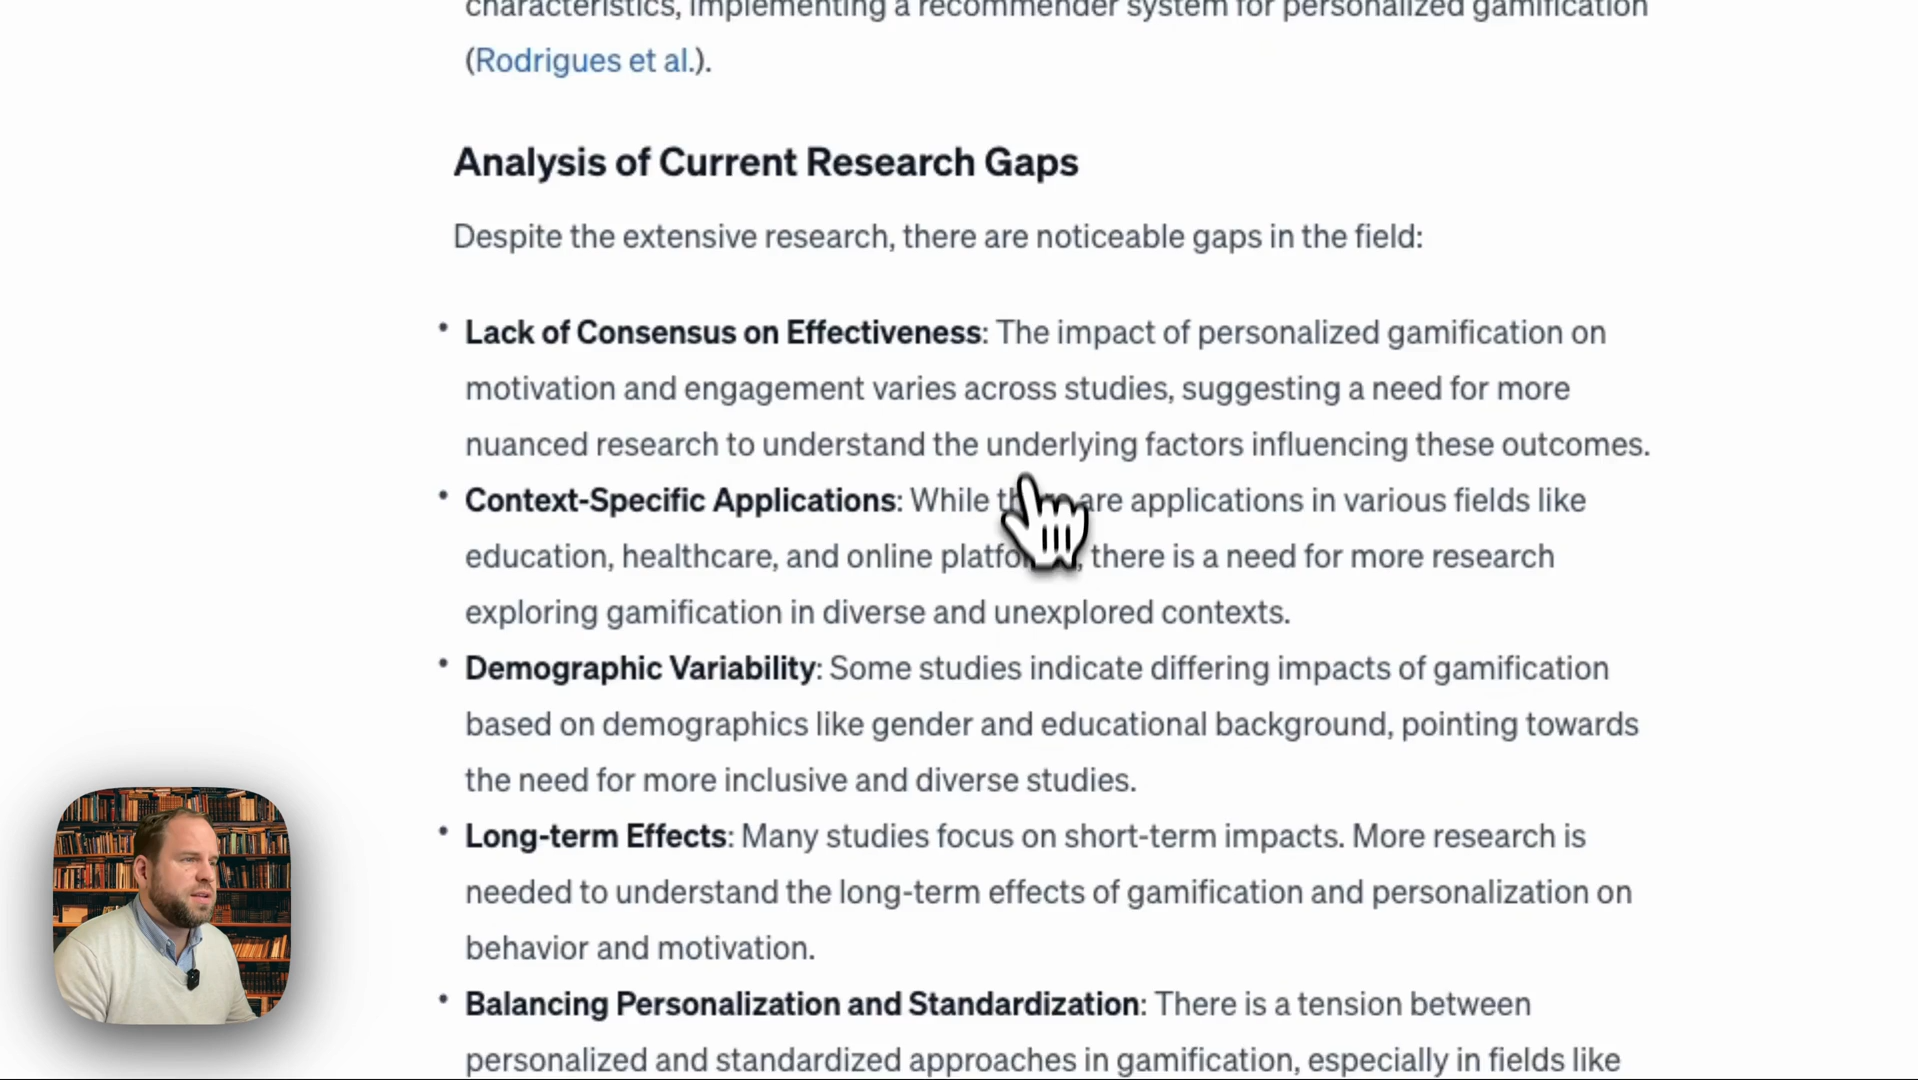 characteristics, implementing a recommender system for personalized gamification
(Rodrigues et al.).
Analysis of Current Research Gaps
Despite the extensive research, there are noticeable gaps in the field:
• Lack of Consensus on Effectiveness: The impact of personalized gamification on
motivation and engagement varies across studies, suggesting a need for more
nuanced research to understand the underlying factors influencing these outcomes.
• Context-Specific Applications: While are applications in various fields like
education, healthcare, and online there is a need for more research
exploring gamification in diverse and unexplored contexts.
• Demographic Variability: Some studies indicate differing impacts of gamification
based on demographics like gender and educational background, pointing towards
the need for more inclusive and diverse studies.
• Long-term Effects: Many studies focus on short-term impacts. More research is
needed to understand the long-term effects of gamification and personalization on
behavior and motivation.
• Balancing Personalization and Standardization: There is a tension between
personalized and standardized approaches in gamification, especially in fields like